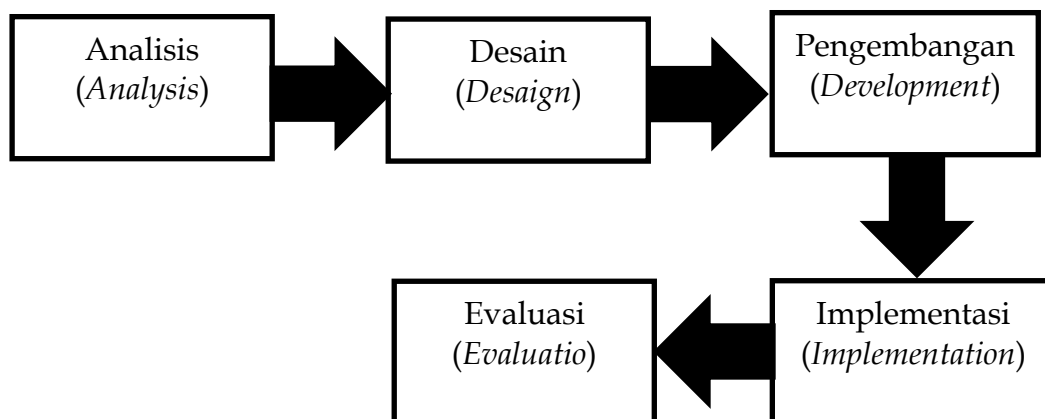 Analisis
(Analysis)
Desain
(Desaign)
Pengembangan
(Development)
Implementasi
(Implementation)
Evaluasi
(Evaluatio)